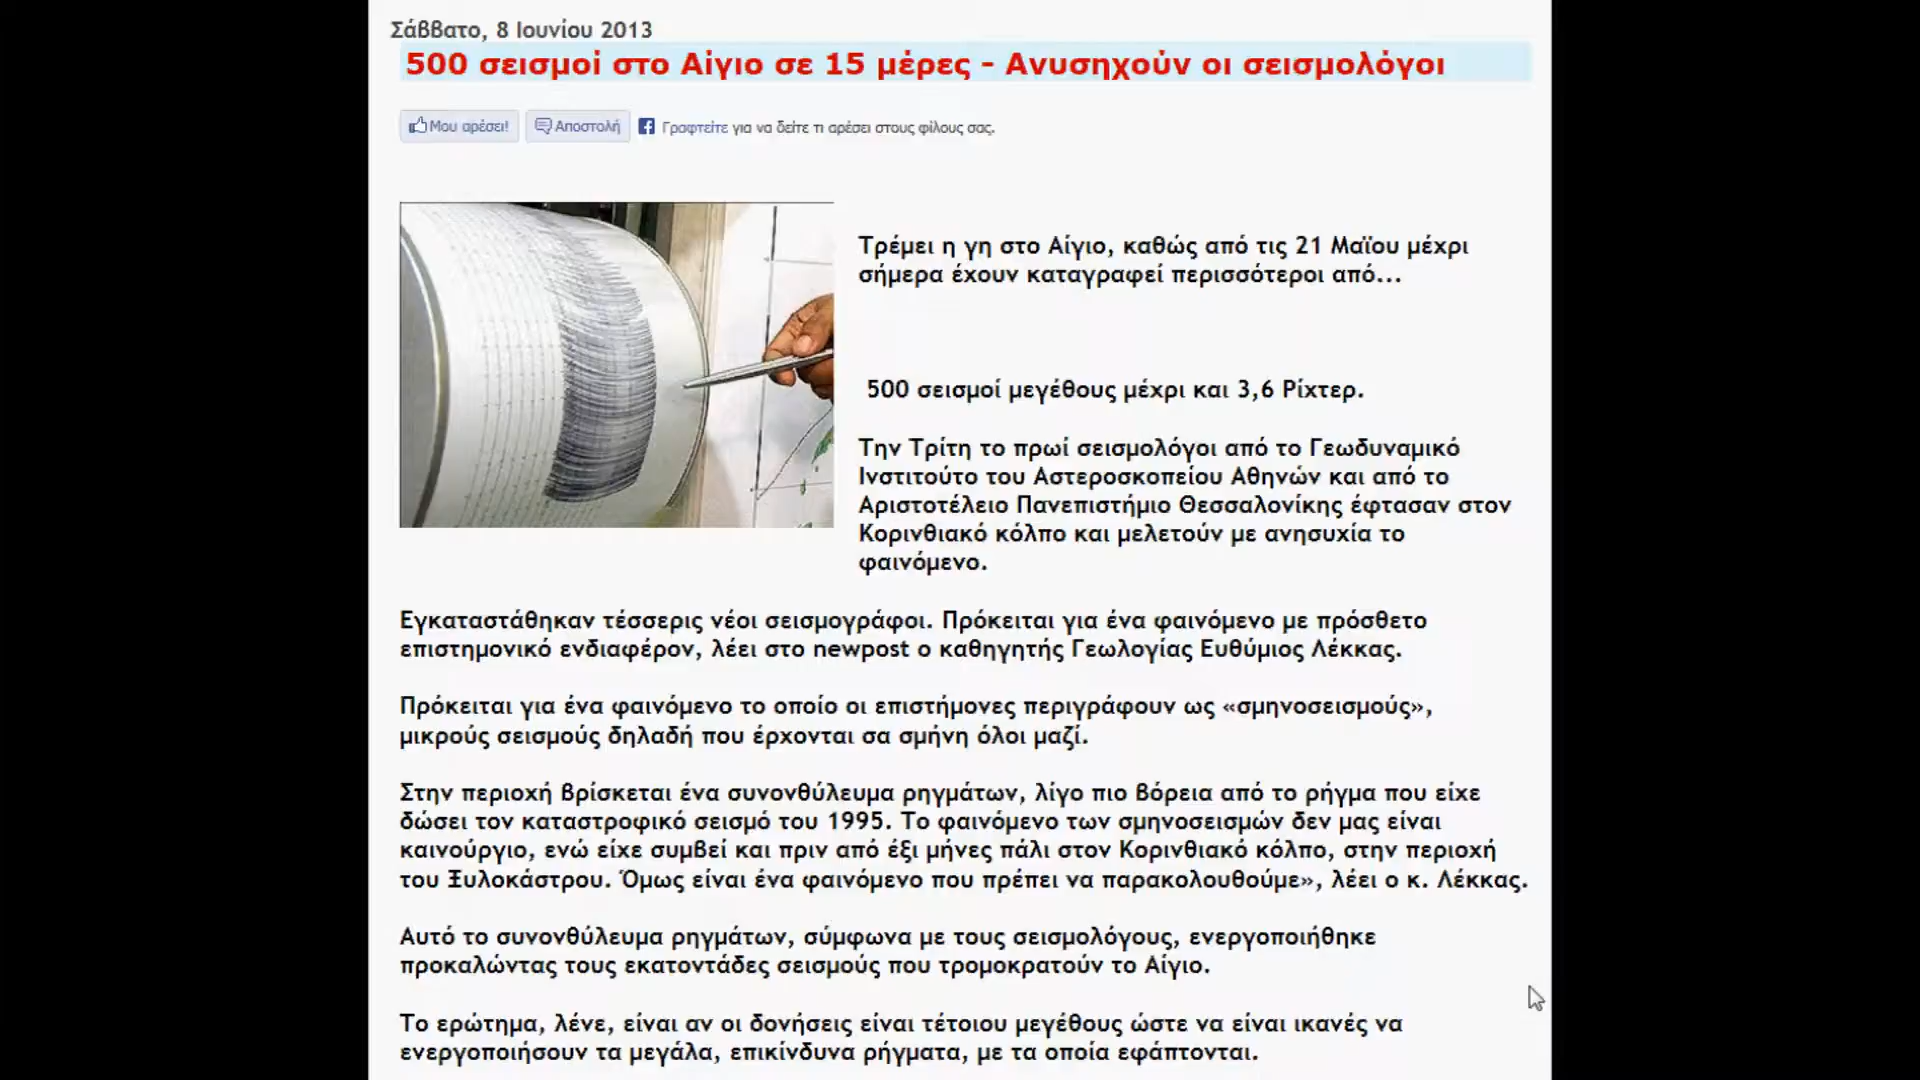 Σάββατο, 8 Ιουνίου 2013
500 σεισμοί στο Αίγιο σε 15 μέρες - Ανυσηχούν οι σεισμολόγοι
Μου αρέσει! Αποστολή Γραφτείτε για να δείτε τι αρέσει στους φίλους σας.
Τρέμει η γη στο Αίγιο, καθώς από τις 21 Μαΐου μέχρι
σήμερα έχουν καταγραφεί περισσότεροι από...
500 σεισμοί μεγέθους μέχρι και 3,6 Ρίχτερ.
Την Τρίτη το πρωί σεισμολόγοι από το Γεωδυναμικό
Ινστιτούτο του Αστεροσκοπείου Αθηνών και από το
Αριστοτέλειο Πανεπιστήμιο Θεσσαλονίκης έφτασαν στον
Κορινθιακό κόλπο και μελετούν με ανησυχία το
φαινόμενο.
Εγκαταστάθηκαν τέσσερις νέοι σεισμογράφοι. Πρόκειται για ένα φαινόμενο με πρόσθετο
επιστημονικό ενδιαφέρον, λέει στο newpost ο καθηγητής Γεωλογίας Ευθύμιος Λέκκας.
Πρόκειται για ένα φαινόμενο το οποίο οι επιστήμονες περιγράφουν ως «σμηνοσεισμούς»,
μικρούς σεισμούς δηλαδή που έρχονται σα σμήνη όλοι μαζί.
Στην περιοχή βρίσκεται ένα συνονθύλευμα ρηγμάτων, λίγο πιο βόρεια από το ρήγμα που είχε
δώσει τον καταστροφικό σεισμό του 1995. Το φαινόμενο των σμηνοσεισμών δεν μας είναι
καινούργιο, ενώ είχε συμβεί και πριν από έξι μήνες πάλι στον Κορινθιακό κόλπο, στην περιοχή
του Ξυλοκάστρου. Όμως είναι ένα φαινόμενο που πρέπει να παρακολουθούμε», λέει ο κ. Λέκκας.
Αυτό το συνονθύλευμα ρηγμάτων, σύμφωνα με τους σεισμολόγους, ενεργοποιήθηκε
προκαλώντας τους εκατοντάδες σεισμούς που τρομοκρατούν το Αίγιο.
Το ερώτημα, λένε, είναι αν οι δονήσεις είναι τέτοιου μεγέθους ώστε να είναι ικανές να
ενεργοποιήσουν τα μεγάλα, επικίνδυνα ρήγματα, με τα οποία εφάπτονται.